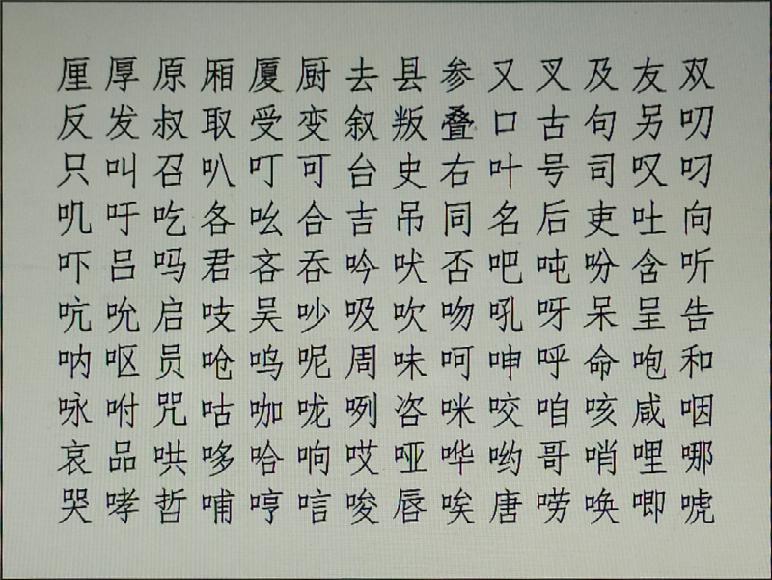 厘厚原厢厦厨去县参又叉及友双
反发叔取受变叙叛叠口古句另叨
只叫召叭叮可台史右叶号司叹叼
叽吁吃各吆合吉吊同名后吏吐向
吓吕吗君吝吞吟吠否吧吨吩含听
吭吮启吱吴吵吸吹吻吼呀呆呈告
呐呕员呛呜呢周味呵呻呼命咆和
咏咐咒咕咖咙咧咨咪咬咱咳咸咽
哀品哄哆哈响哎哑哗哟哥哨哩哪
哭哮哲哺哼唁唆唇唉唐唠唤唧唬